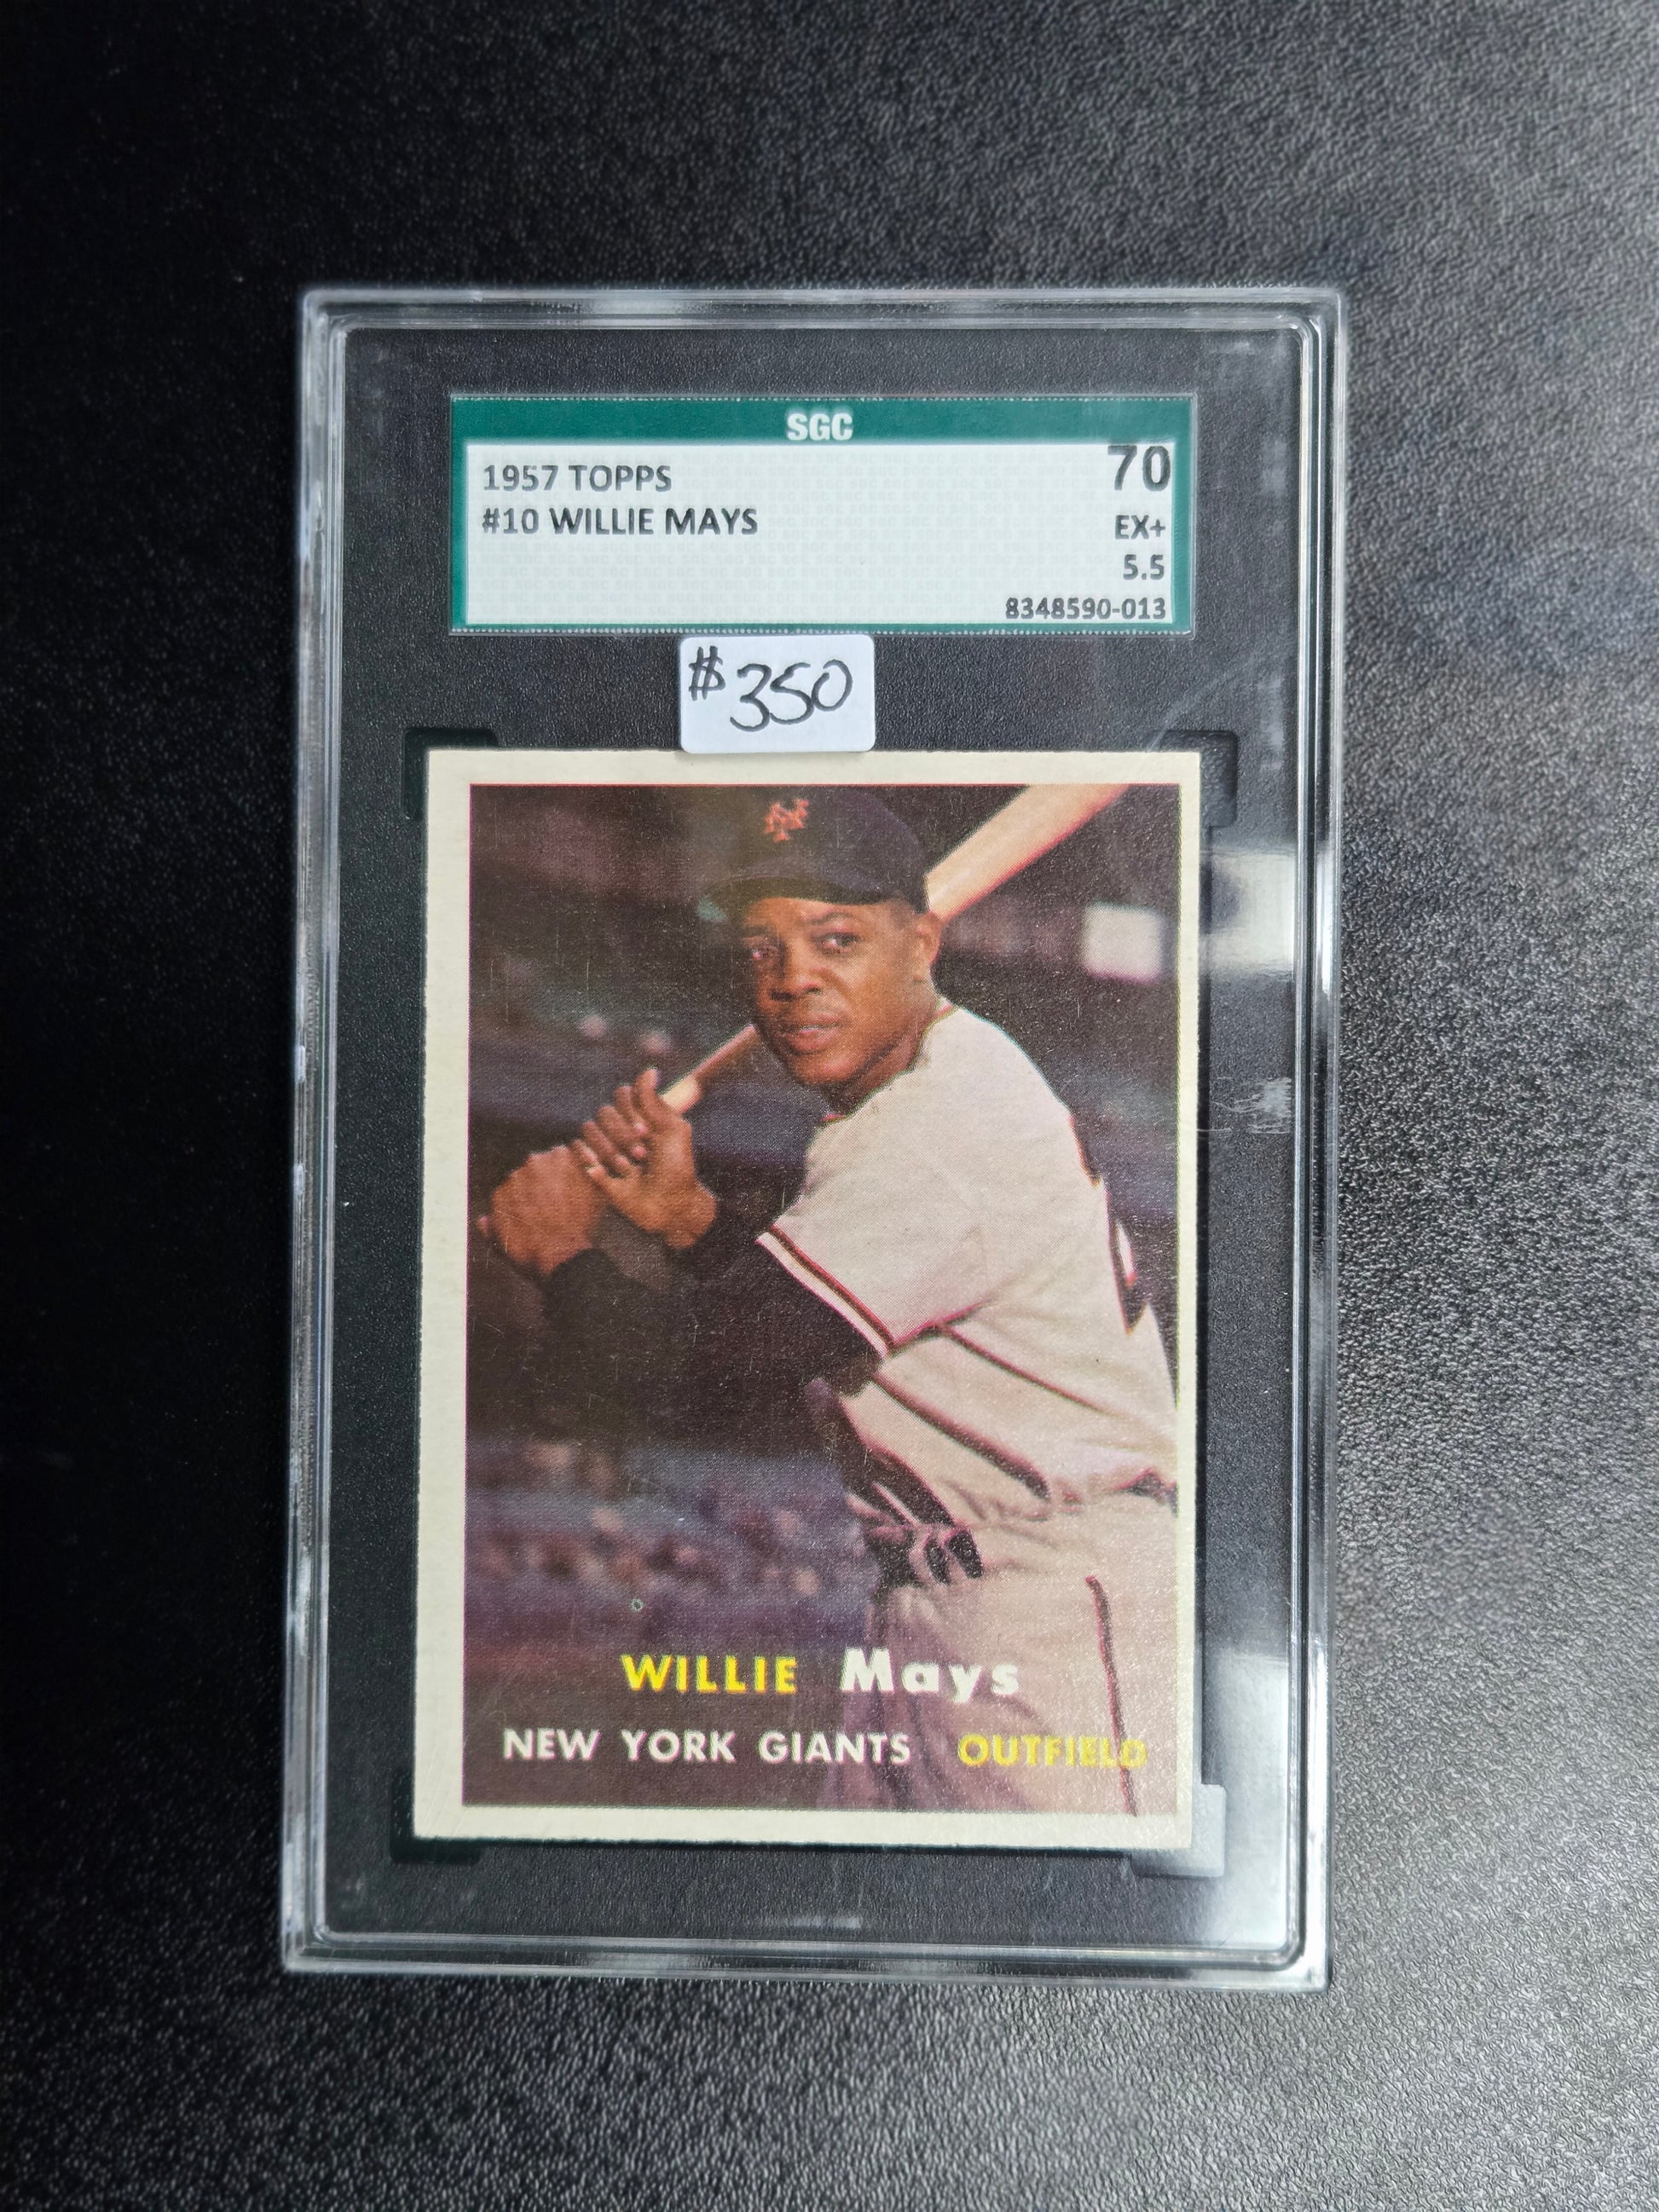 SGC
1957 TOPPS
70
#10 WILLIE MAYS
EX+
5.5
8348590-013
$350
NY
WILLIE Mays
NEW YORK GIANTS OUTFIELD